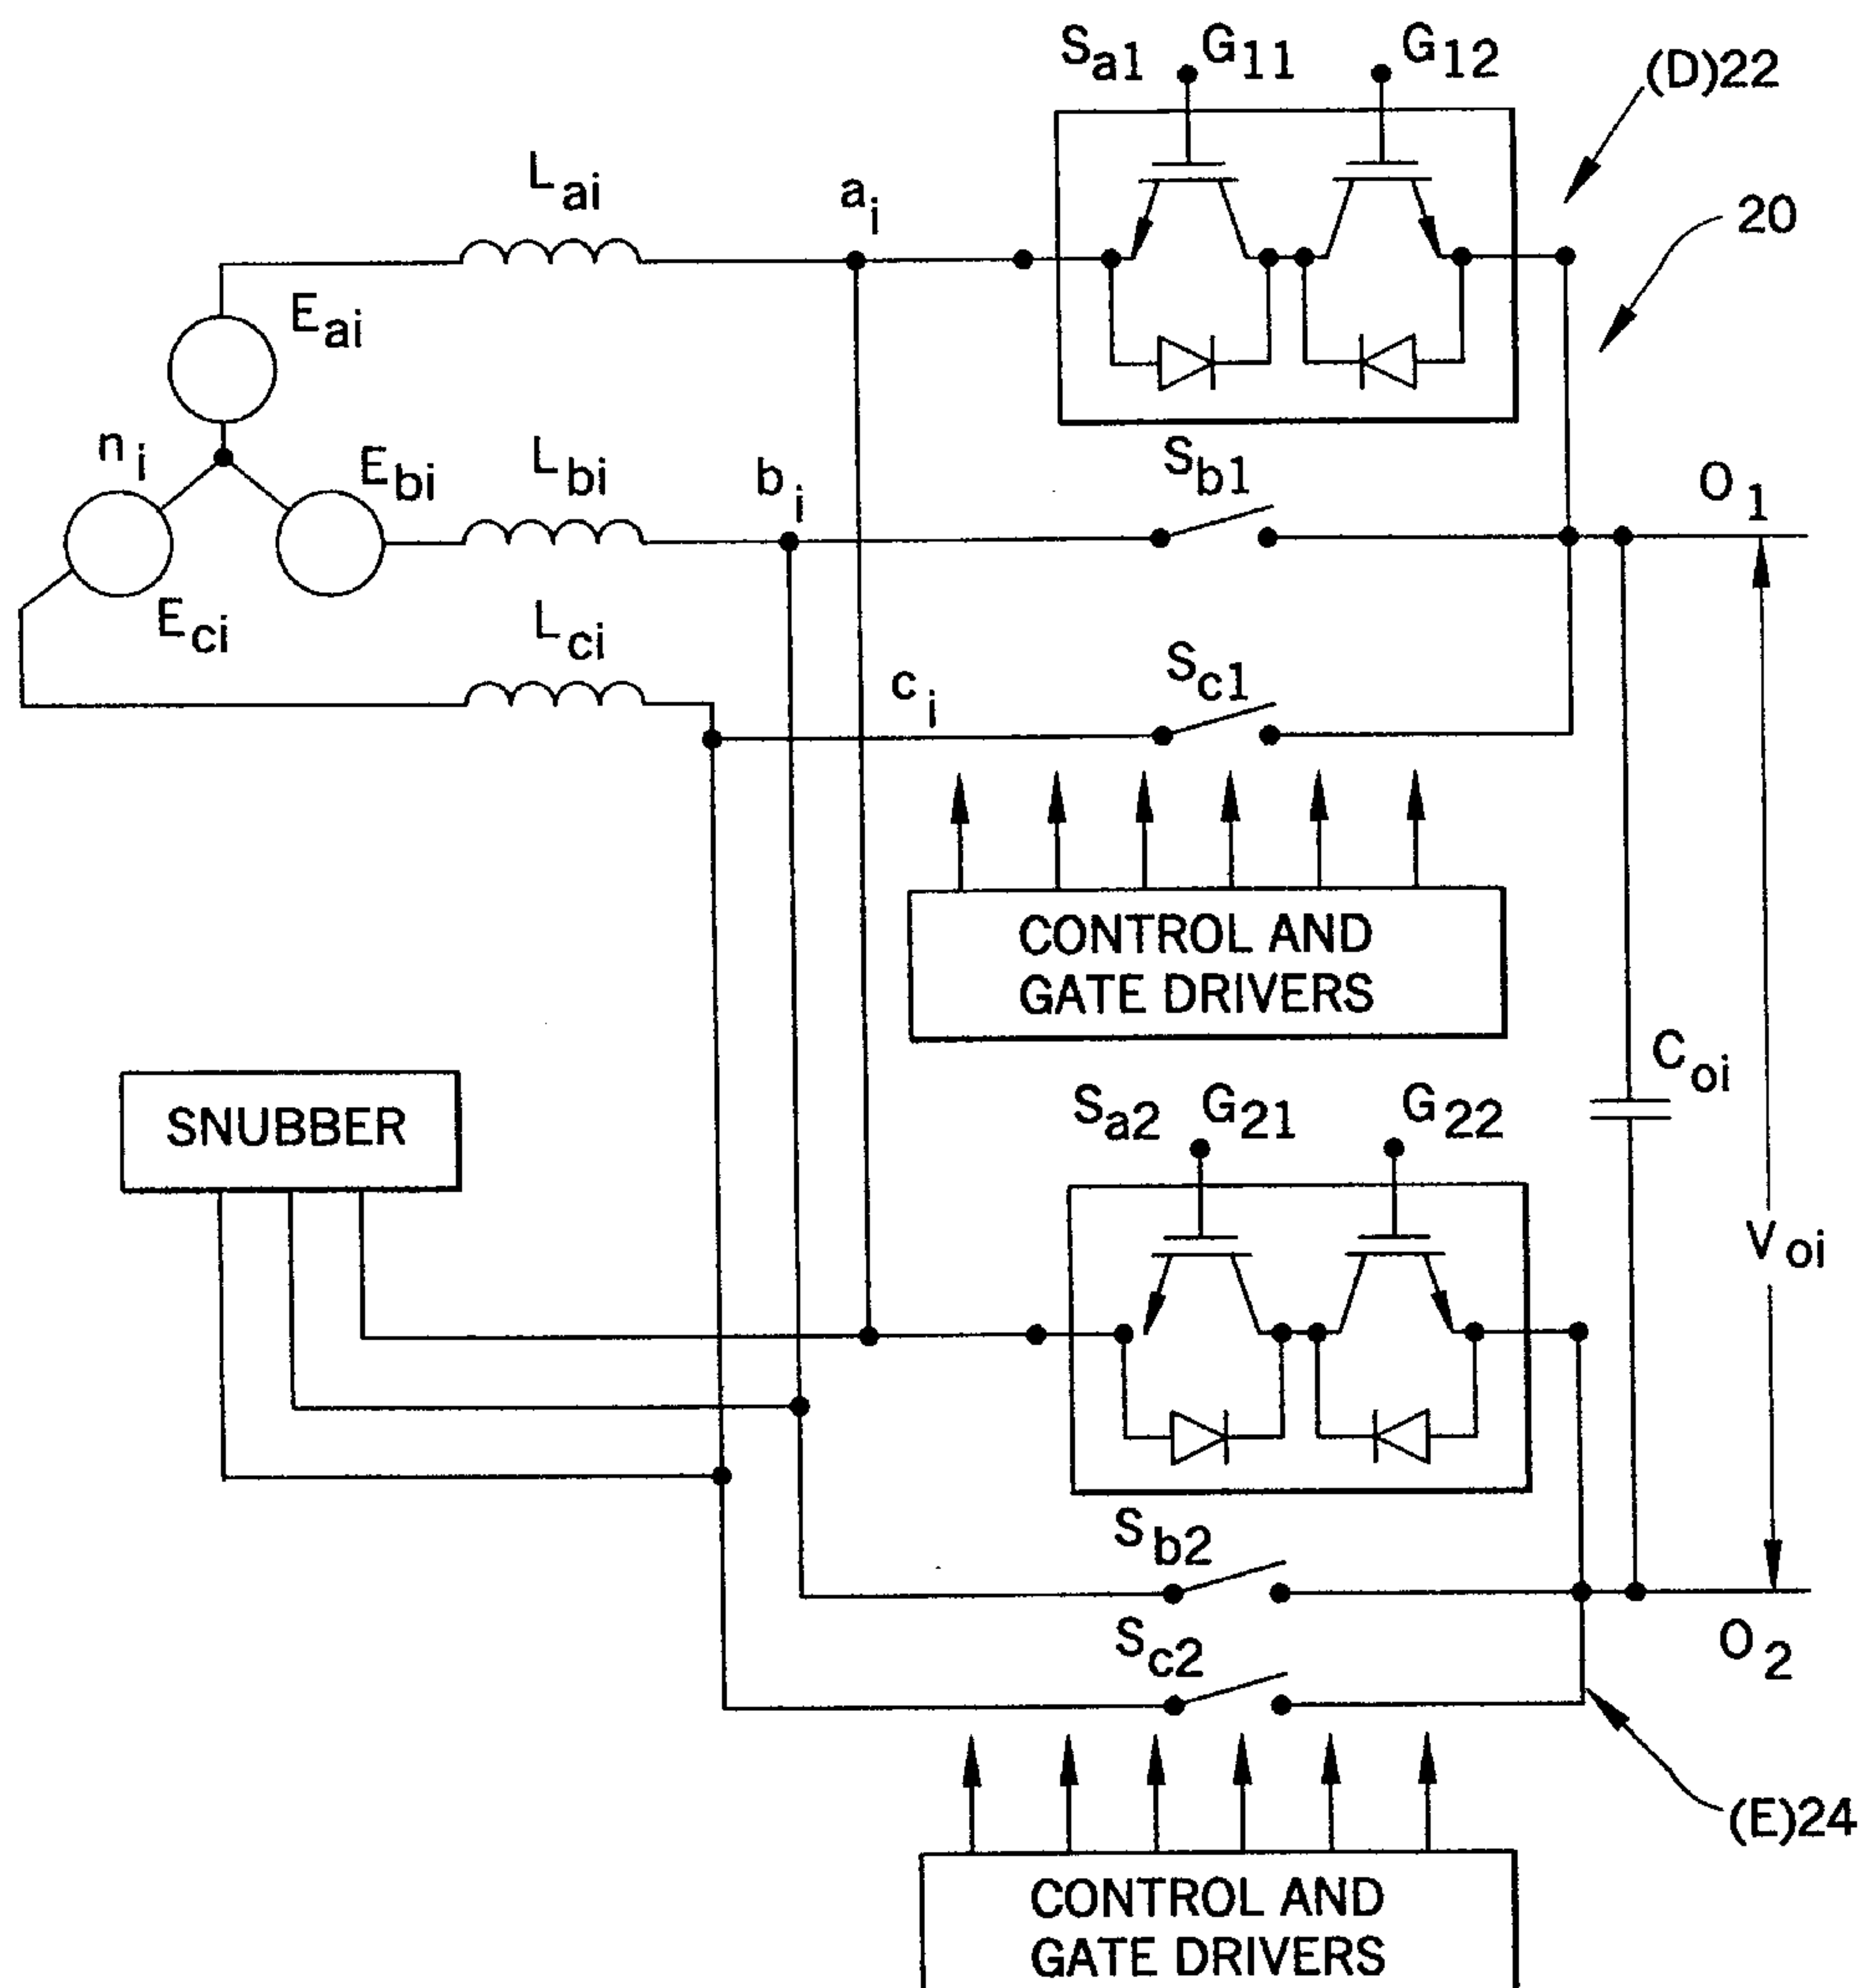 Sa1 G11 G12 (D)22
Lai ai 20
Eai
ni Ebi Lbi bi Sb1 O1
Eci Lci ci Sc1
CONTROL AND
GATE DRIVERS
Coi
SNUBBER Sa2 G21 G22
Voi
Sb2
Sc2 O2
(E)24
CONTROL AND
GATE DRIVERS